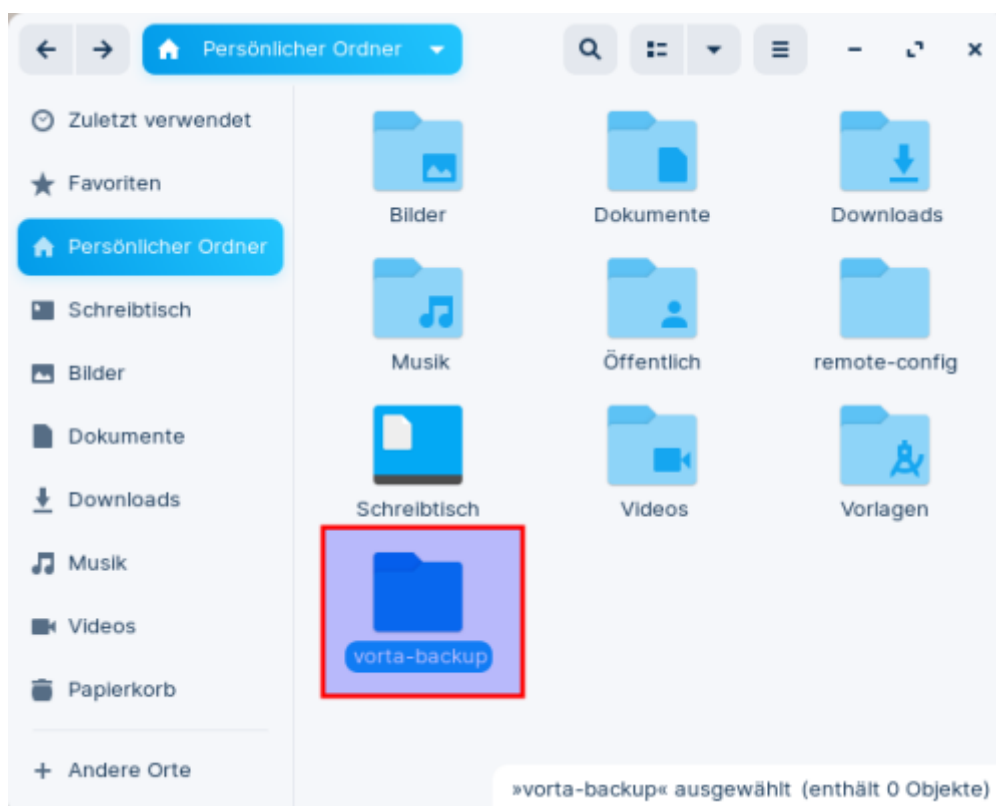 Persönlicher Ordner
Zuletzt verwendet
Favoriten
Persönlicher Ordner
Schreibtisch
Bilder
Dokumente
Downloads
Musik
Videos
Papierkorb
Andere Orte
Bilder
Dokumente
Downloads
Musik
Öffentlich
remote-config
Schreibtisch
Videos
Vorlagen
vorta-backup
»vorta-backup« ausgewählt (enthält 0 Objekte)